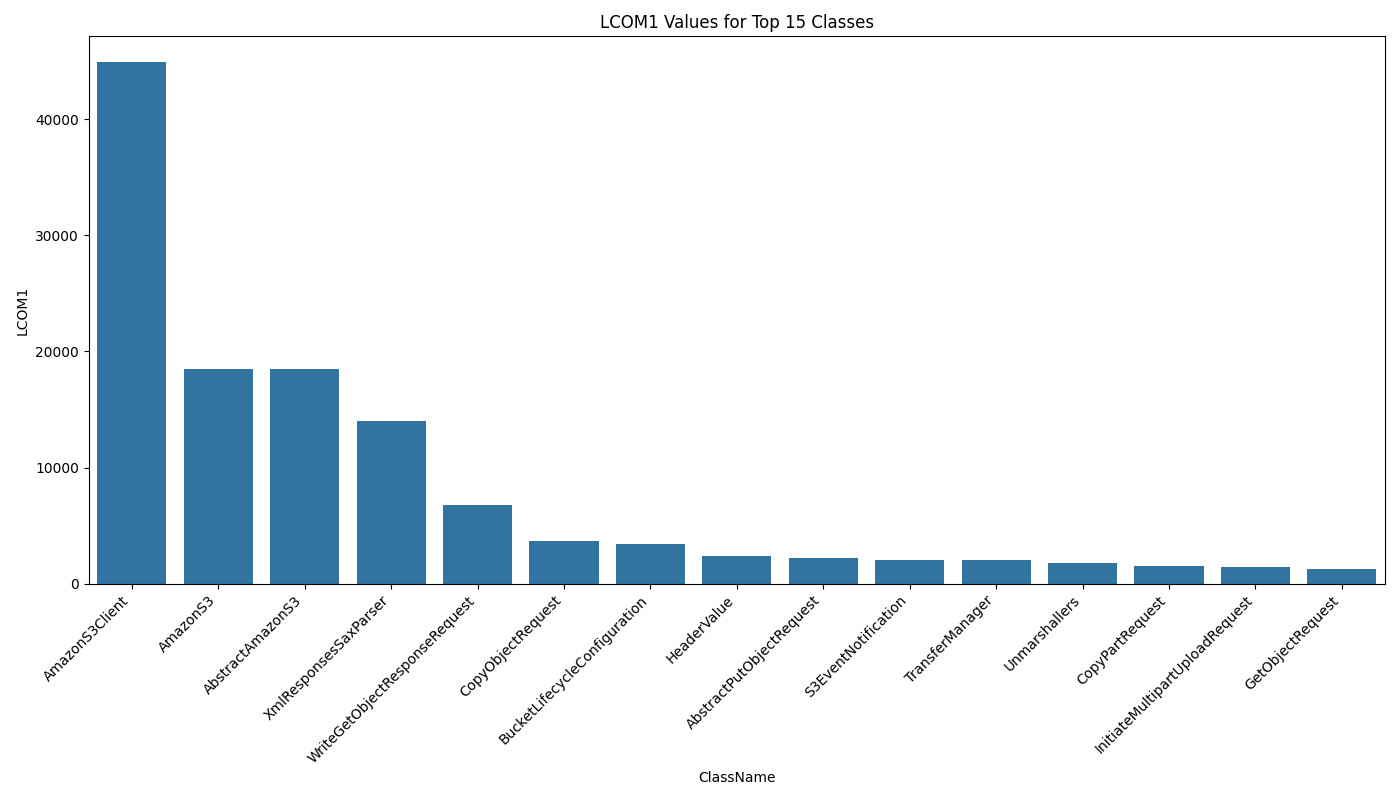 LCOM1 Values for Top 15 Classes
LCOM1
40000
30000
20000
10000
0
AmazonS3Client
AmazonS3
AbstractAmazonS3
XmlResponsesSaxParser
WriteGetObjectResponseRequest
CopyObjectRequest
BucketLifecycleConfiguration
HeaderValue
AbstractPutObjectRequest
S3EventNotification
TransferManager
Unmarshallers
CopyPartRequest
InitiateMultipartUploadRequest
GetObjectRequest
ClassName